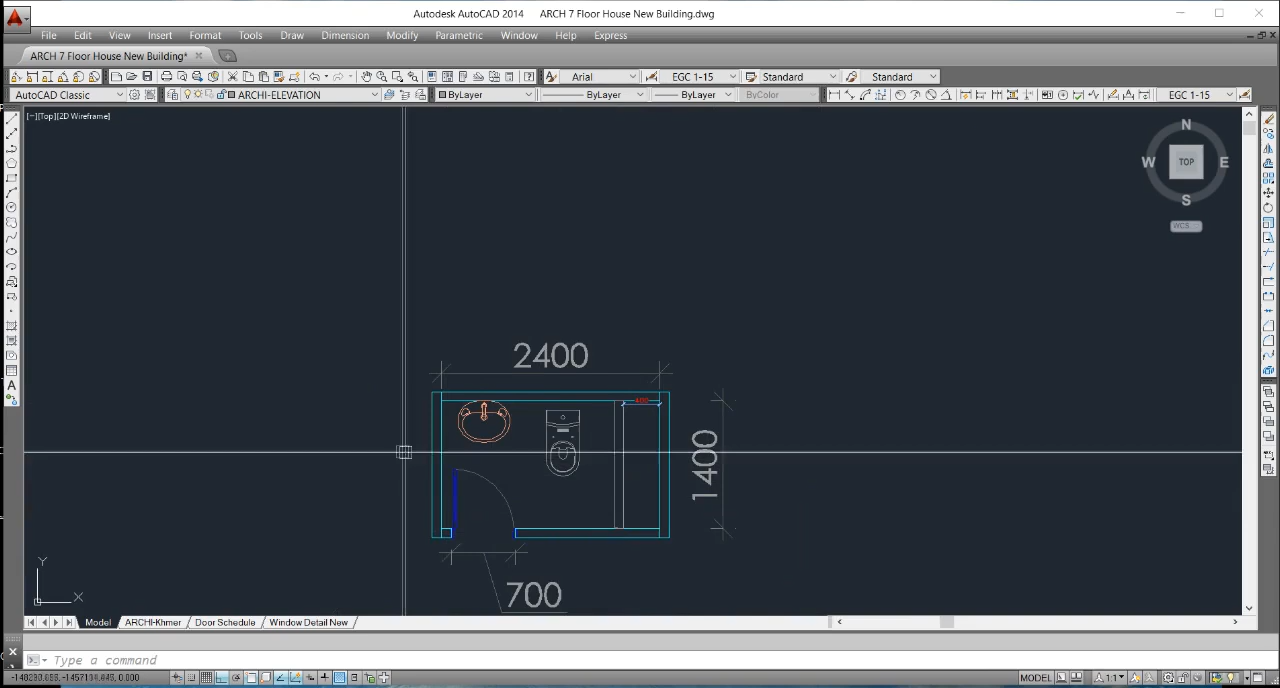 Autodesk AutoCAD 2014 ARCH 7 Floor House New Building.dwg
File Edit View Insert Format Tools Draw Dimension Modify Parametric Window Help Express
ARCH 7 Floor House New Building*
Arial EGC 1-15 Standard Standard
AutoCAD Classic ARCHI-ELEVATION ByLayer ByLayer ByLayer ByColor EGC 1-15
[−][Top][2D Wireframe]
N
W TOP E
S
WCS
2400
400
1400
700
Y
X
Model ARCHI-Khmer Door Schedule Window Detail New
Type a command
MODEL 1:1